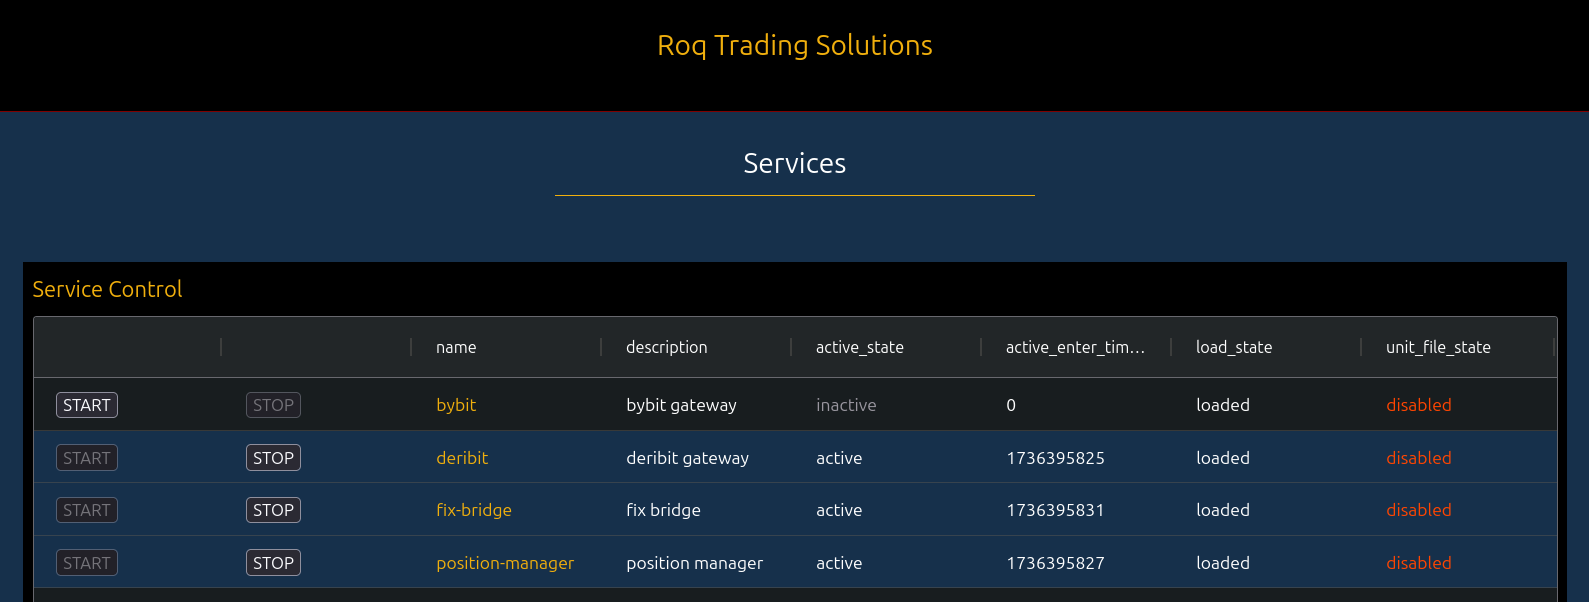 Roq Trading Solutions
Services
Service Control
name description active_state active_enter_tim... load_state unit_file_state
START STOP bybit bybit gateway inactive 0 loaded disabled
START STOP deribit deribit gateway active 1736395825 loaded disabled
START STOP fix-bridge fix bridge active 1736395831 loaded disabled
START STOP position-manager position manager active 1736395827 loaded disabled